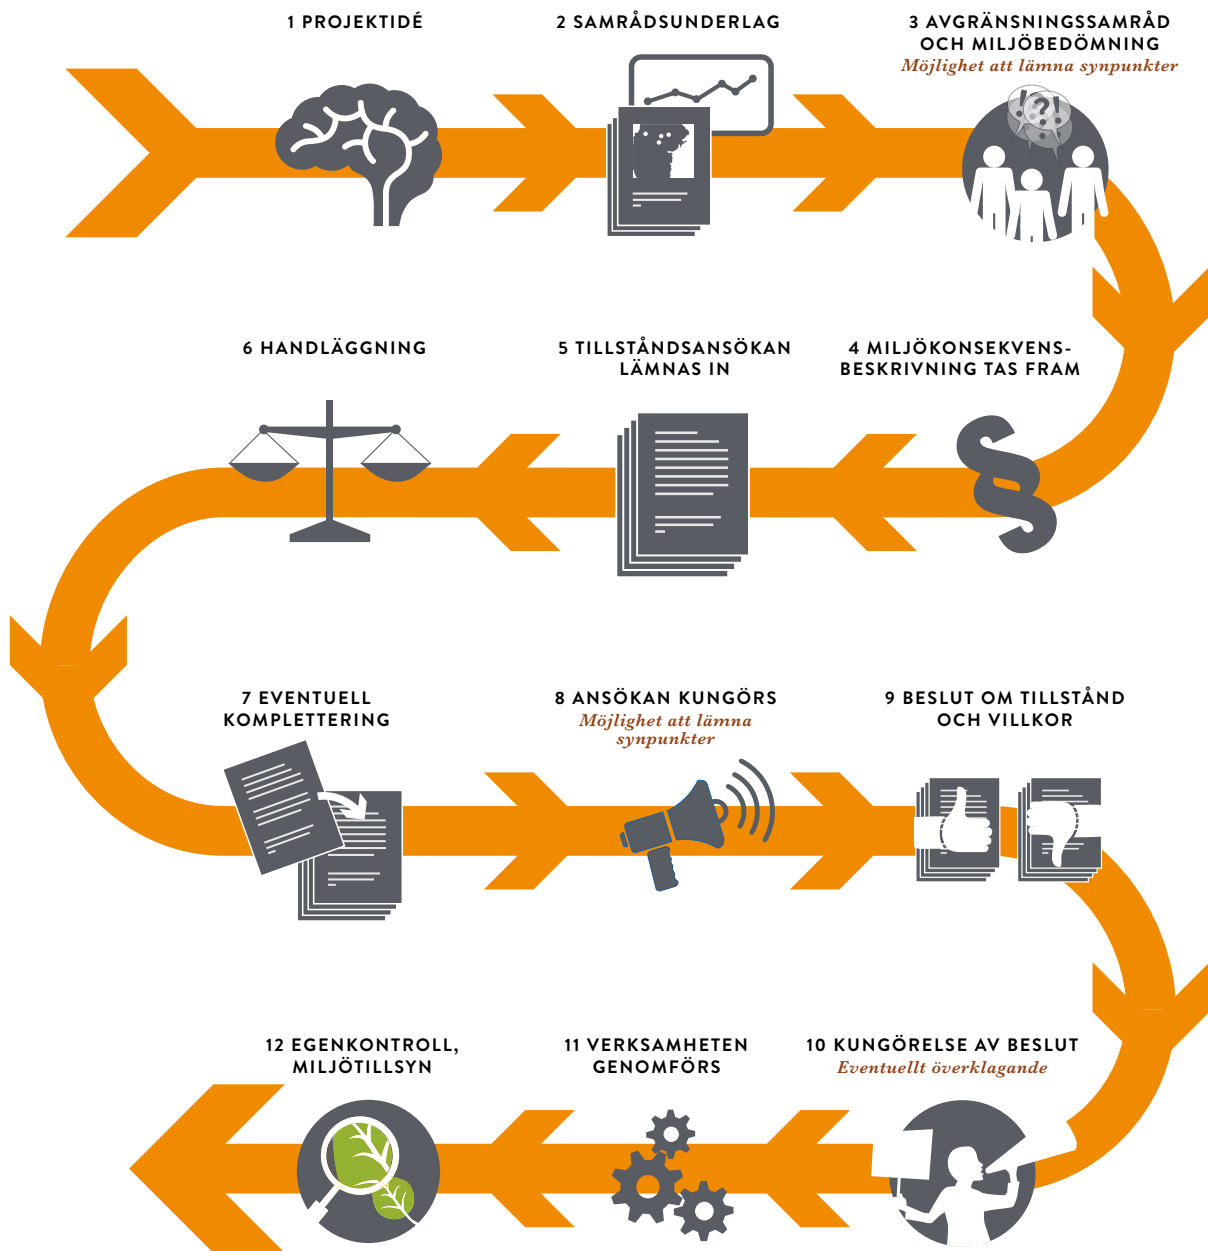 1 PROJEKTIDÉ
2 SAMRÅDSUNDERLAG
3 AVGRÄNSNINGSSAMRÅD
OCH MILJÖBEDÖMNING
Möjlighet att lämna synpunkter
! ? !
4 MILJÖKONSEKVENS-
BESKRIVNING TAS FRAM
§
5 TILLSTÅNDSANSÖKAN
LÄMNAS IN
6 HANDLÄGGNING
7 EVENTUELL
KOMPLETTERING
8 ANSÖKAN KUNGÖRS
Möjlighet att lämna
synpunkter
9 BESLUT OM TILLSTÅND
OCH VILLKOR
10 KUNGÖRELSE AV BESLUT
Eventuellt överklagande
11 VERKSAMHETEN
GENOMFÖRS
12 EGENKONTROLL,
MILJÖTILLSYN